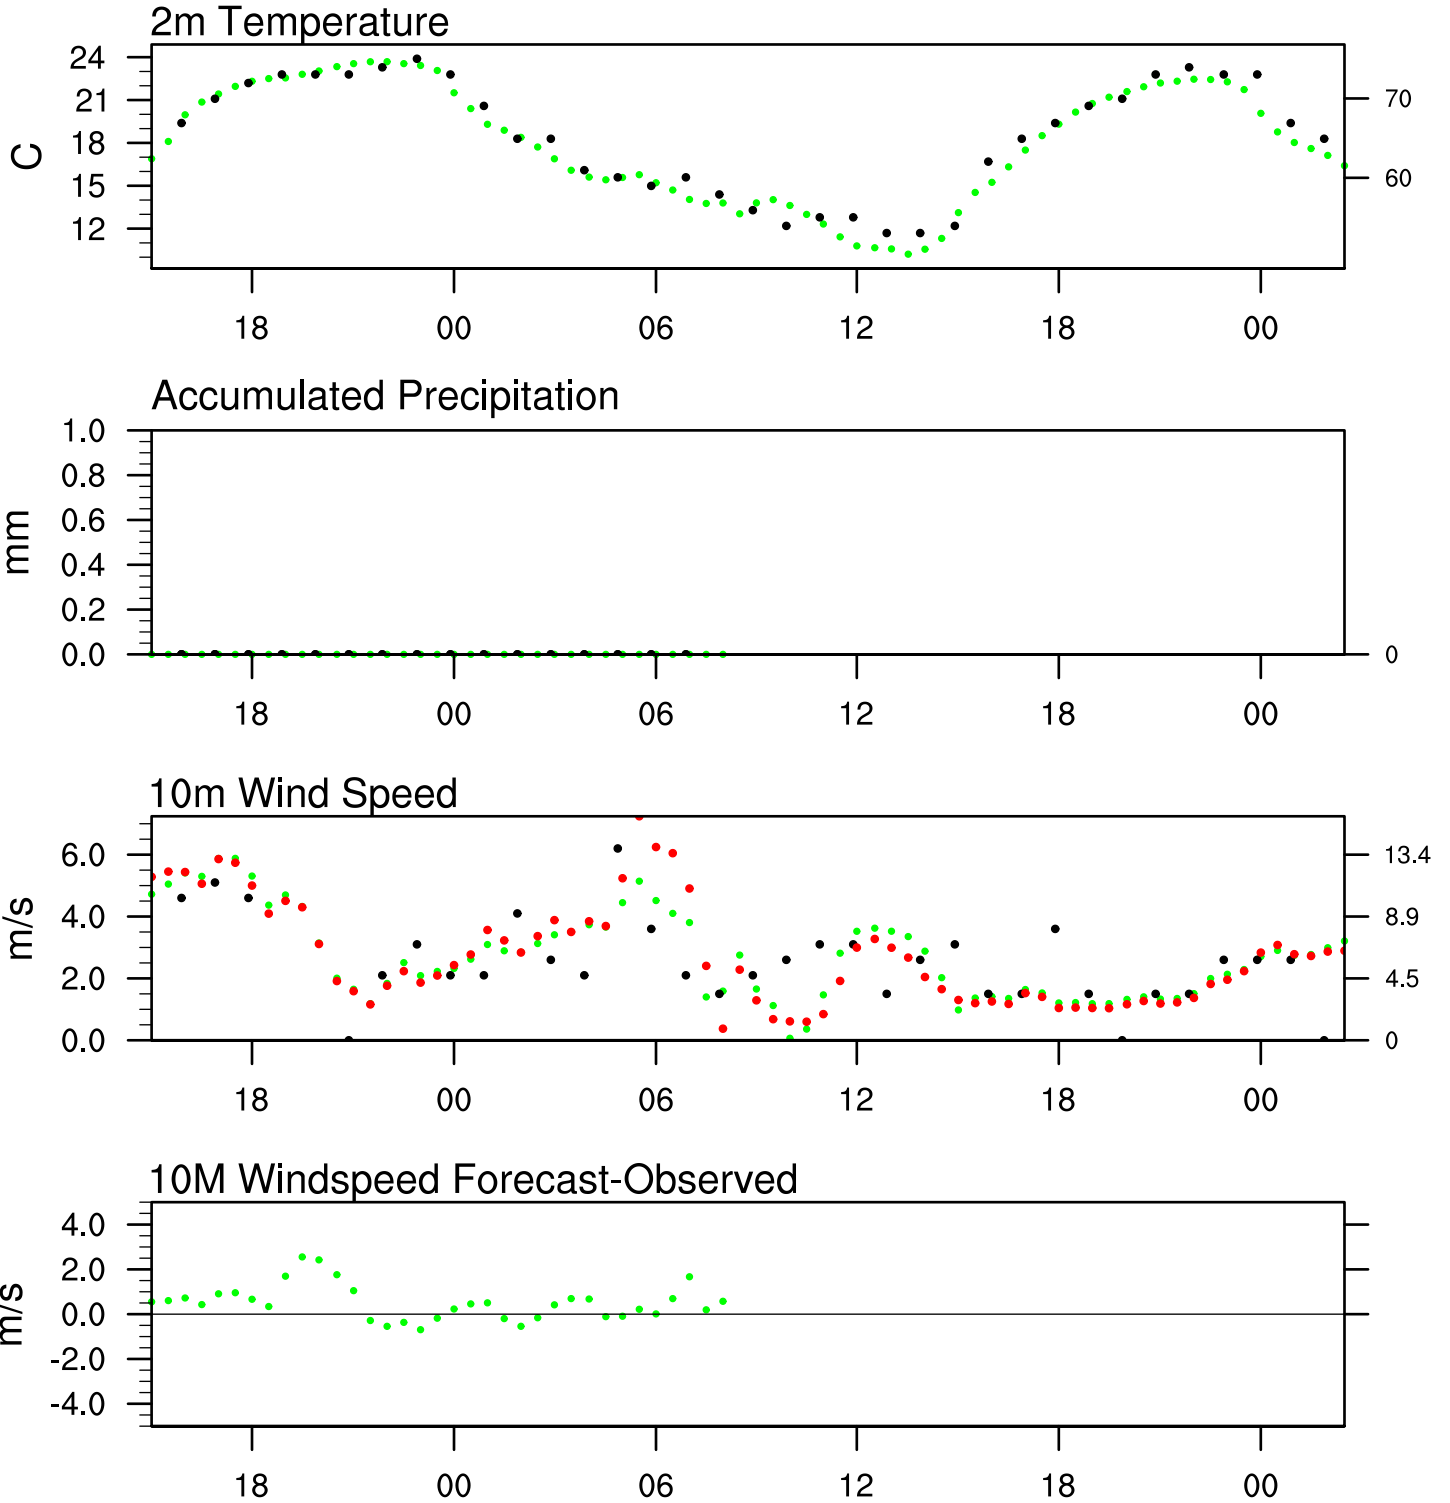 2m Temperature
24
21
18
15
12
C
70
60
18 00 06 12 18 00
Accumulated Precipitation
1.0
0.8
0.6
0.4
0.2
0.0
mm
0
18 00 06 12 18 00
10m Wind Speed
6.0
4.0
2.0
0.0
m/s
13.4
8.9
4.5
0
18 00 06 12 18 00
10M Windspeed Forecast-Observed
4.0
2.0
0.0
-2.0
-4.0
m/s
18 00 06 12 18 00